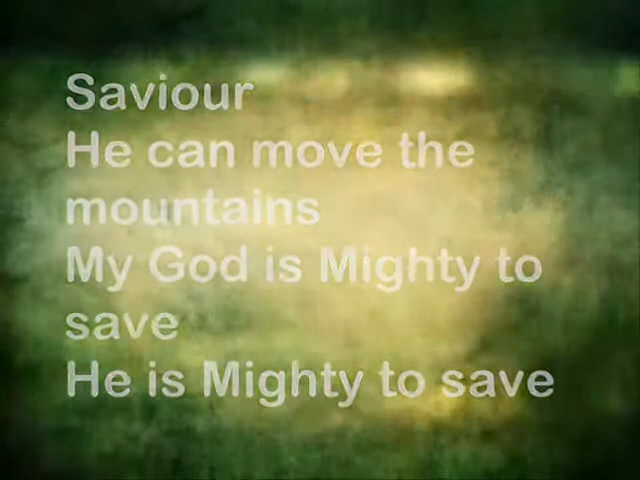 Saviour
He can move the
mountains
My God is Mighty to
save
He is Mighty to save